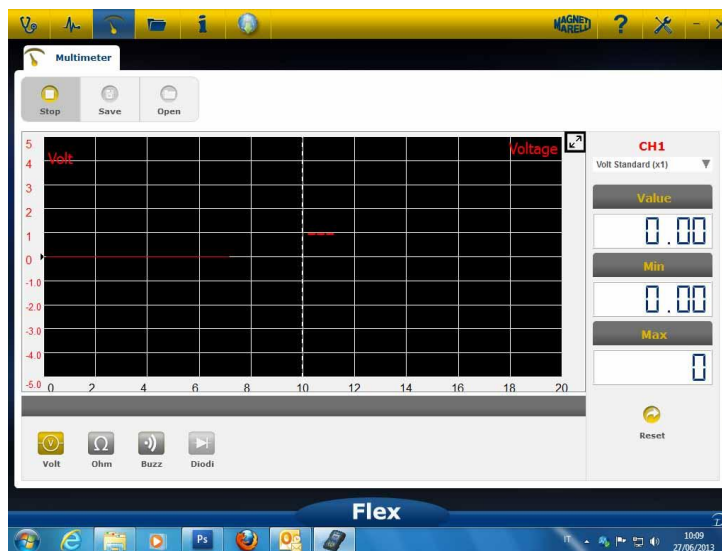 MAGNETI
MARELLI
?
Multimeter
Stop
Save
Open
5
4
3
2
1
0
-1.0
-2.0
-3.0
-4.0
-5.0
Volt
Voltage
0 2 4 6 8 10 12 14 16 18 20
CH1
Volt Standard (x1)
Value
0.00
Min
0.00
Max
0
Reset
Volt
Ohm
Buzz
Diodi
Flex
Ps
IT
10:09
27/06/2013